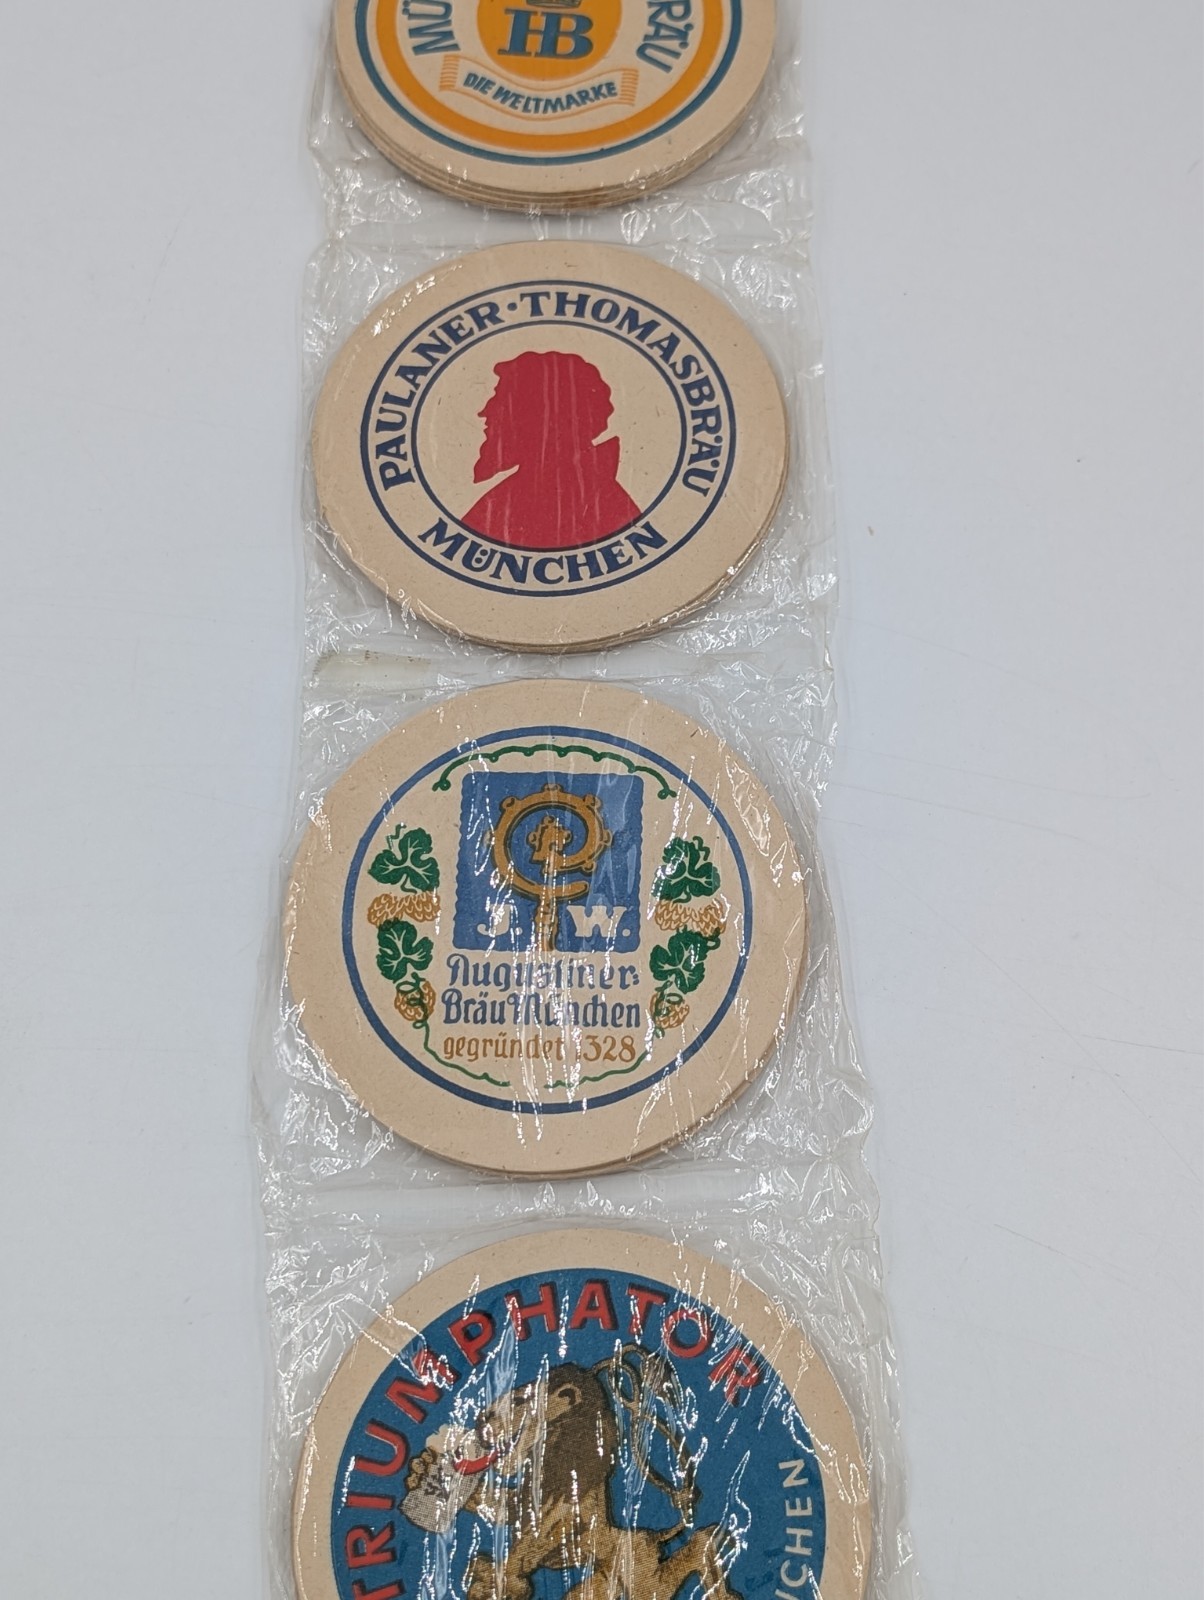 HB
DIE WELTMARKE
PAULANER · THOMASBRÄU
MÜNCHEN
J. W.
Augustiner-
Bräu München
gegründet 1328
TRIUMPHATOR